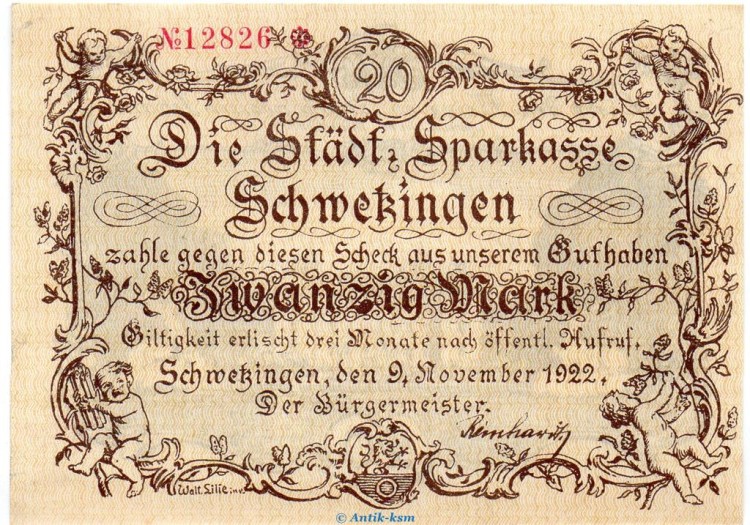 №12826 *
20
Die Städt. Sparkasse
Schwetzingen
zahle gegen diesen Scheck aus unserem Guthaben
Zwanzig Mark
Giltigkeit erlischt drei Monate nach öffentl. Aufruf.
Schwetzingen, den 9. November 1922.
Der Bürgermeister.
Walt. Lilie inv.
© Antik-ksm